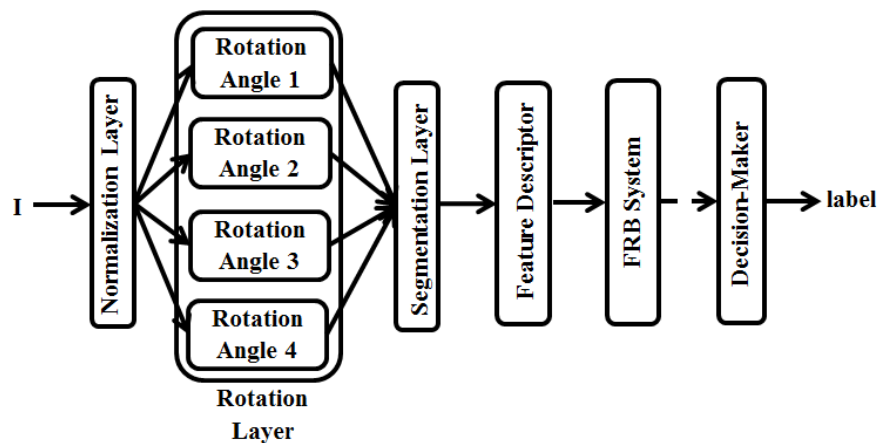 I
Normalization Layer
Rotation
Angle 1
Rotation
Angle 2
Rotation
Angle 3
Rotation
Angle 4
Rotation
Layer
Segmentation Layer
Feature Descriptor
FRB System
Decision-Maker
label